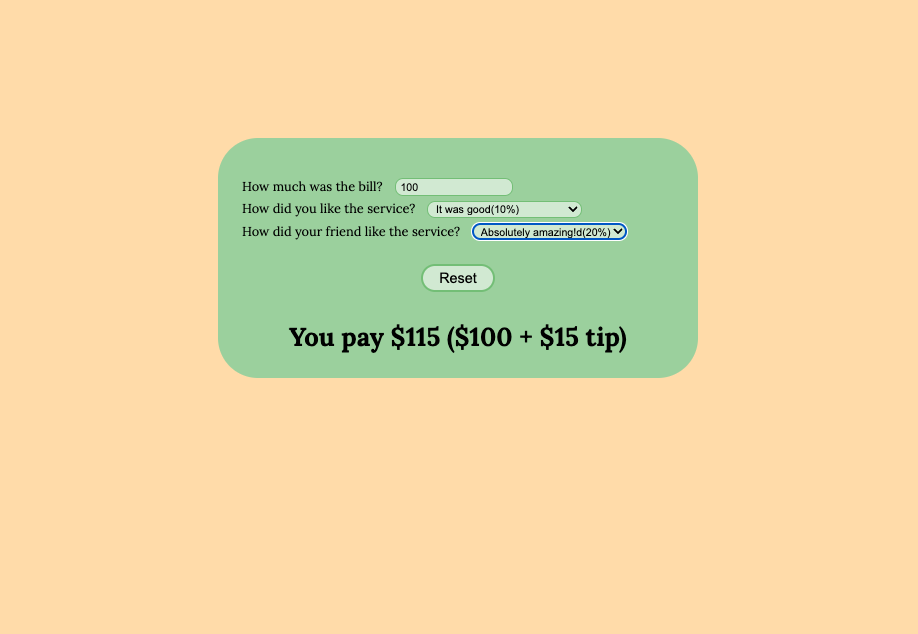 How much was the bill? 100
How did you like the service? It was good(10%)
How did your friend like the service? Absolutely amazing!d(20%)
Reset
You pay $115 ($100 + $15 tip)